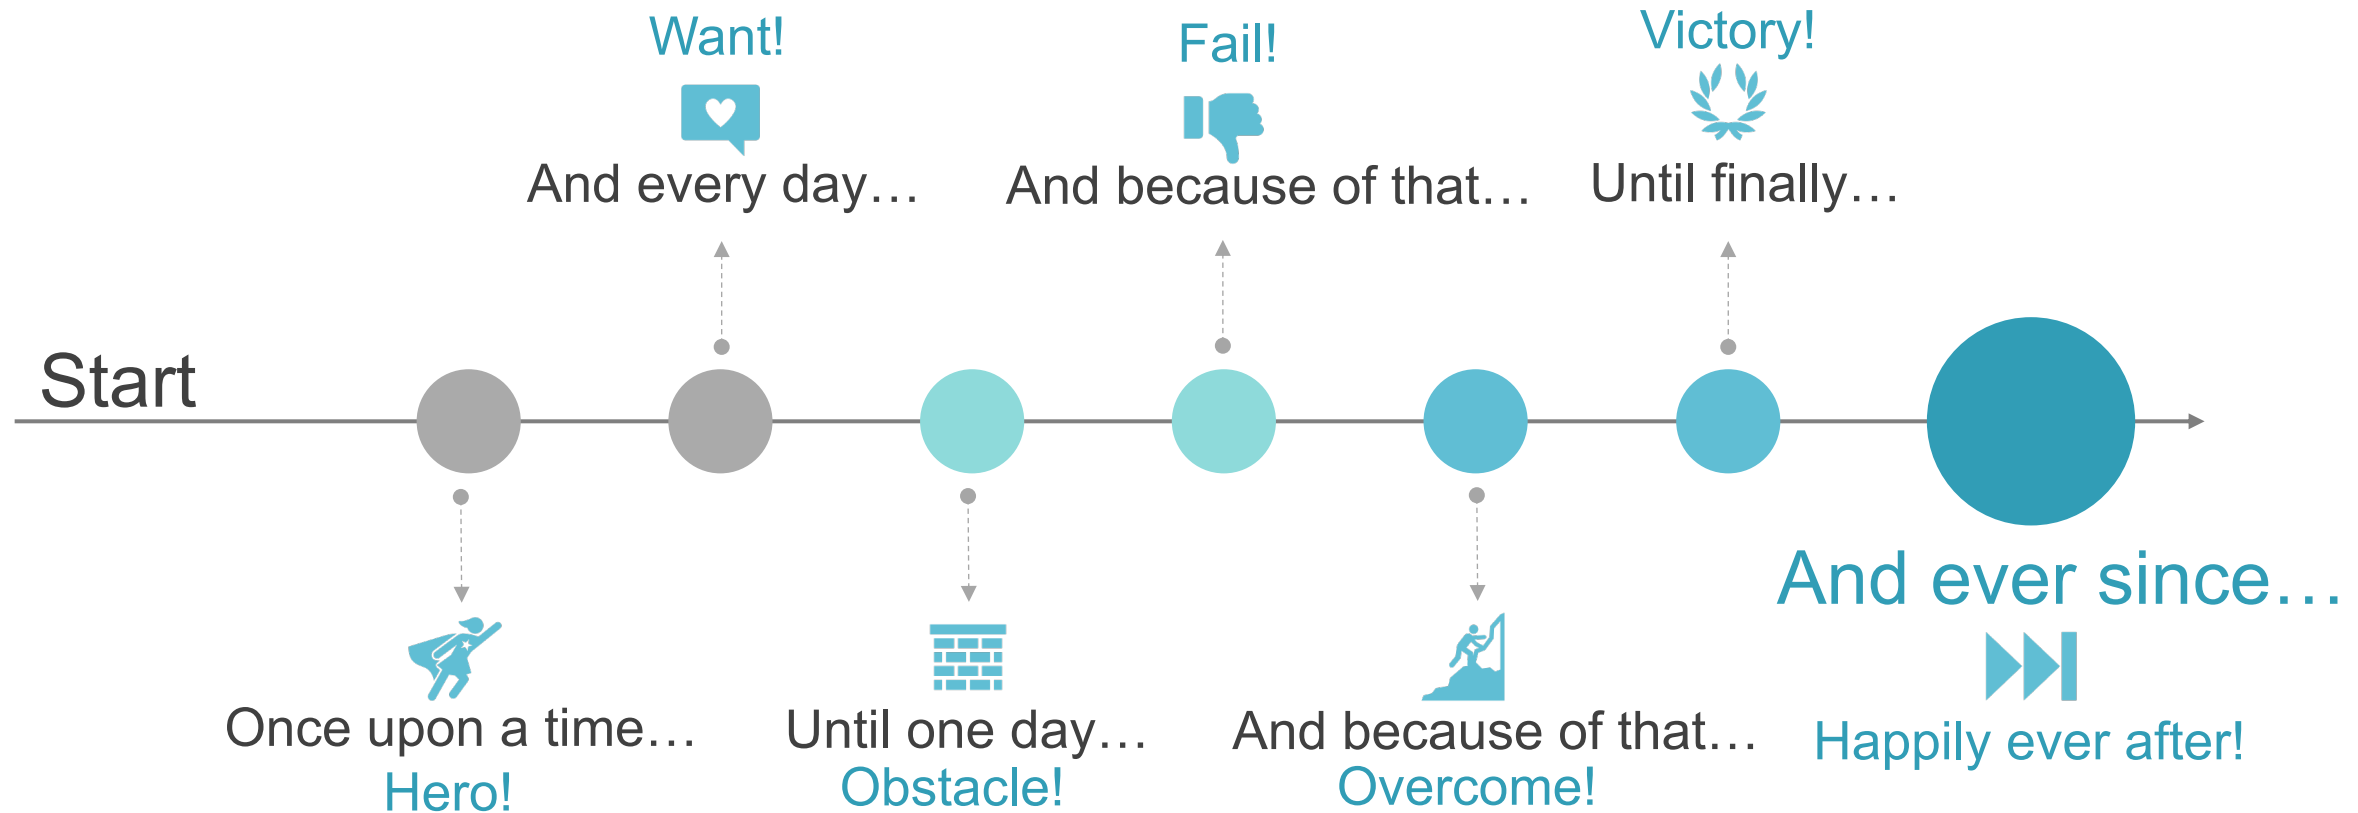 Start
Once upon a time…
Hero!
Want!
And every day…
Until one day…
Obstacle!
Fail!
And because of that…
And because of that…
Overcome!
Victory!
Until finally…
And ever since…
Happily ever after!